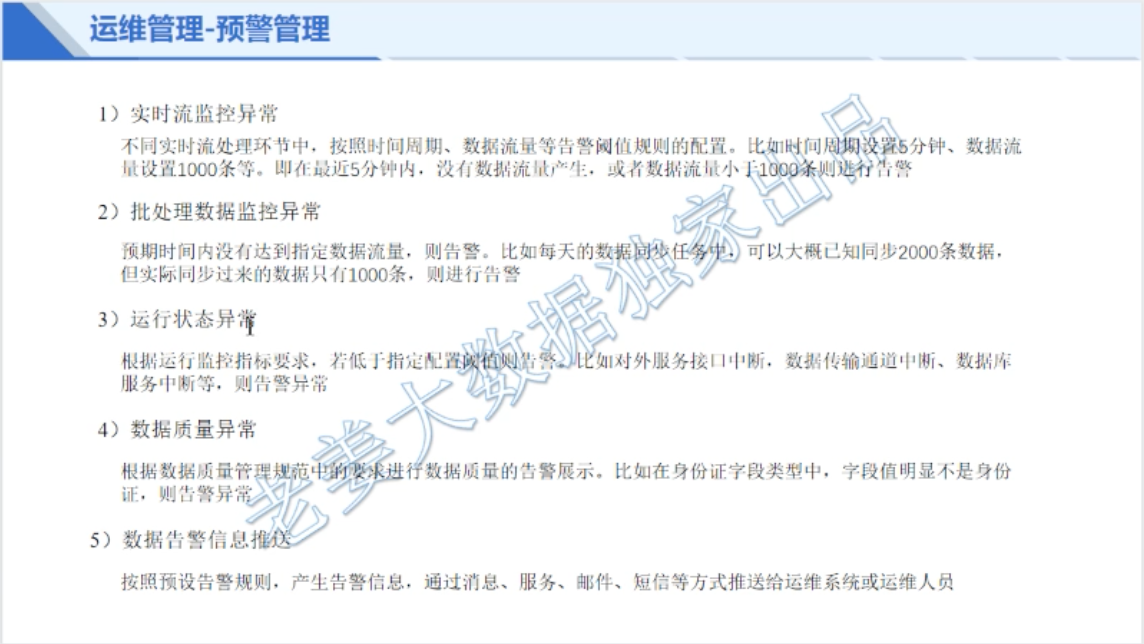 运维管理-预警管理
1）实时流监控异常
不同实时流处理环节中，按照时间周期、数据流量等告警阈值规则的配置。比如时间周期设置5分钟、数据流
量设置1000条等。即在最近5分钟内，没有数据流量产生，或者数据流量小于1000条则进行告警
2）批处理数据监控异常
预期时间内没有达到指定数据流量，则告警。比如每天的数据同步任务中，可以大概已知同步2000条数据，
但实际同步过来的数据只有1000条，则进行告警
3）运行状态异常
根据运行监控指标要求，若低于指定配置阈值则告警。比如对外服务接口中断，数据传输通道中断、数据库
服务中断等，则告警异常
4）数据质量异常
根据数据质量管理规范中的要求进行数据质量的告警展示。比如在身份证字段类型中，字段值明显不是身份
证，则告警异常
5）数据告警信息推送
按照预设告警规则，产生告警信息，通过消息、服务、邮件、短信等方式推送给运维系统或运维人员
老姜大数据独家出品